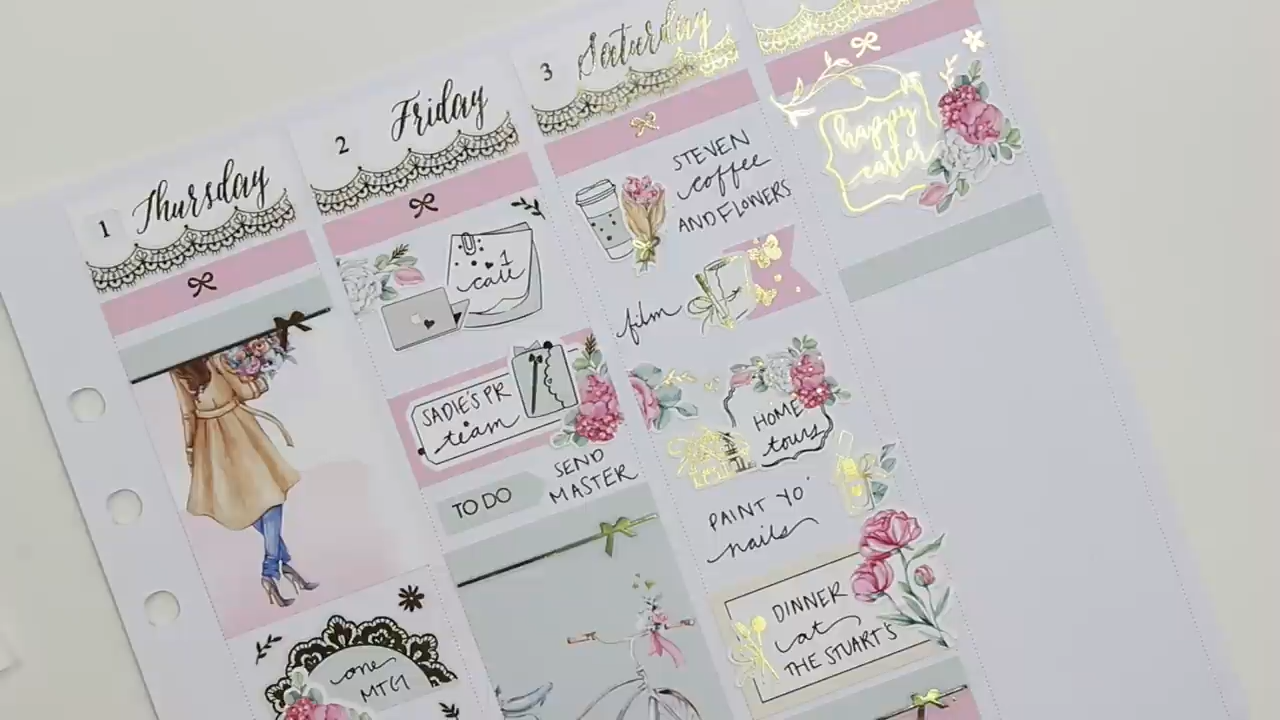 1
Thursday
one
MTG
2
Friday
1
call
SADIE'S PR
team
TO DO
SEND
MASTER
3
Saturday
STEVEN
coffee
AND FLOWERS
film
HOME
tours
PAINT YO'
nails
DINNER
at
THE STUART'S
happy
easter